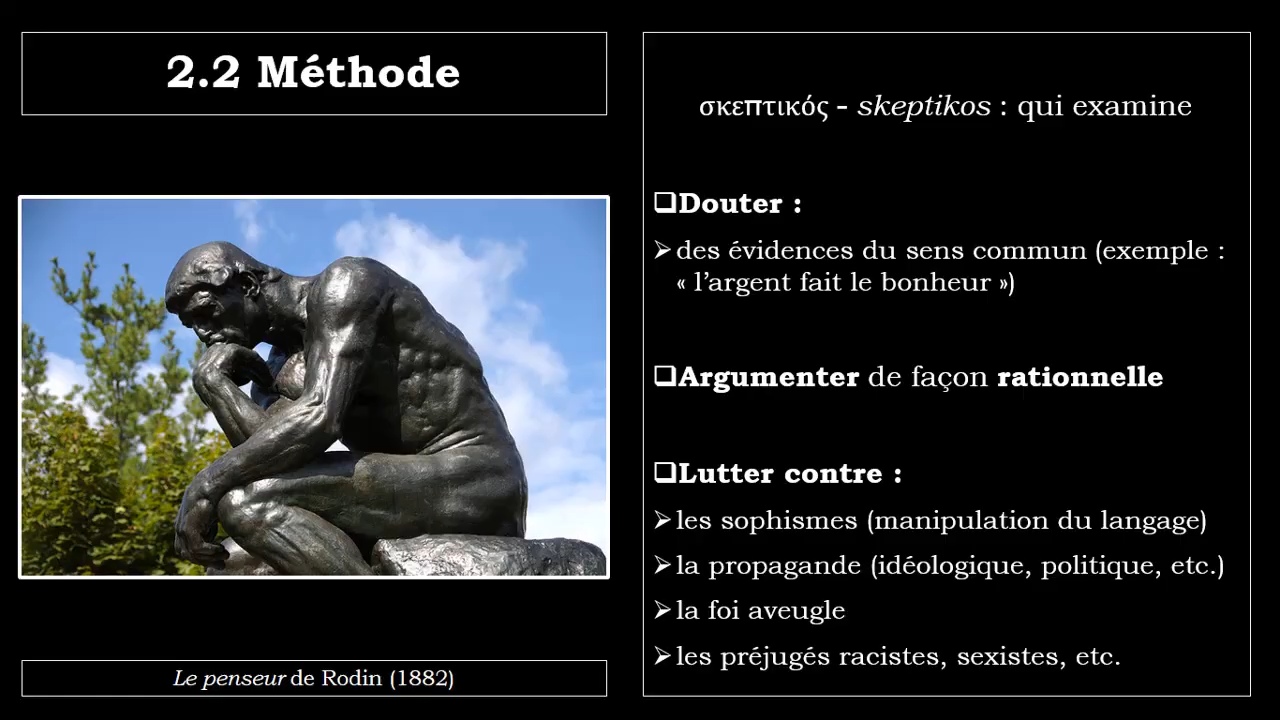 2.2 Méthode
Le penseur de Rodin (1882)
σκεπτικός - skeptikos : qui examine
❑Douter :
➢des évidences du sens commun (exemple :
« l’argent fait le bonheur »)
❑Argumenter de façon rationnelle
❑Lutter contre :
➢les sophismes (manipulation du langage)
➢la propagande (idéologique, politique, etc.)
➢la foi aveugle
➢les préjugés racistes, sexistes, etc.